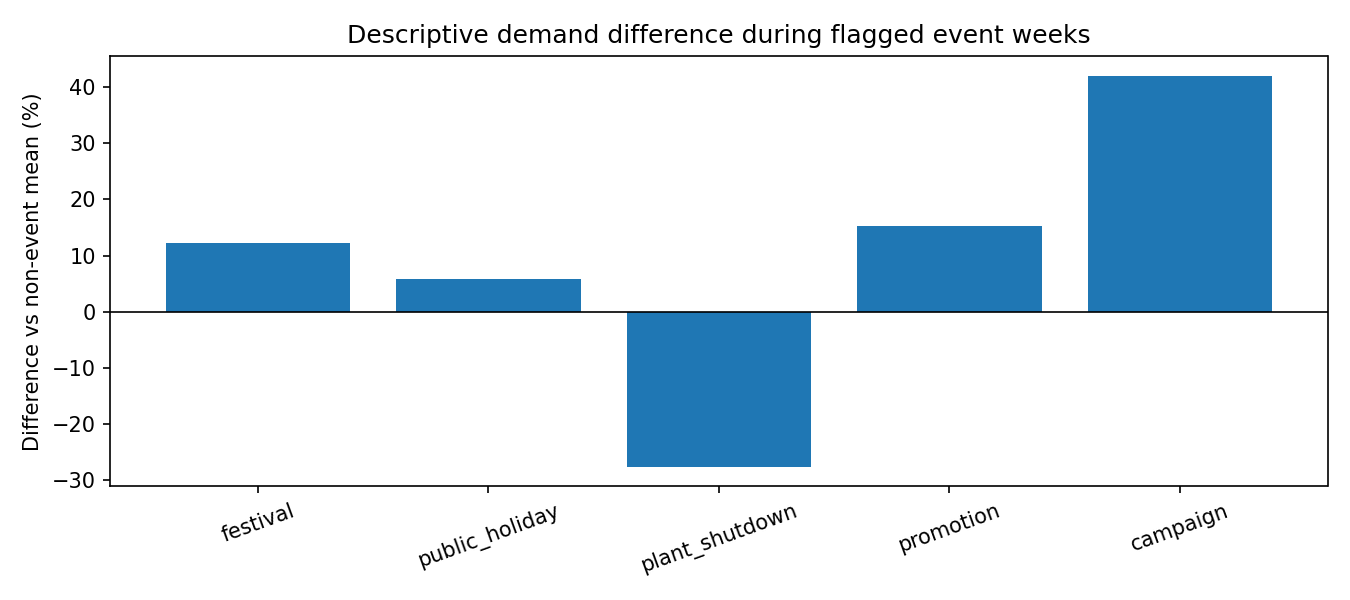 Descriptive demand difference during flagged event weeks
Difference vs non-event mean (%)
40
30
20
10
0
−10
−20
−30
festival
public_holiday
plant_shutdown
promotion
campaign